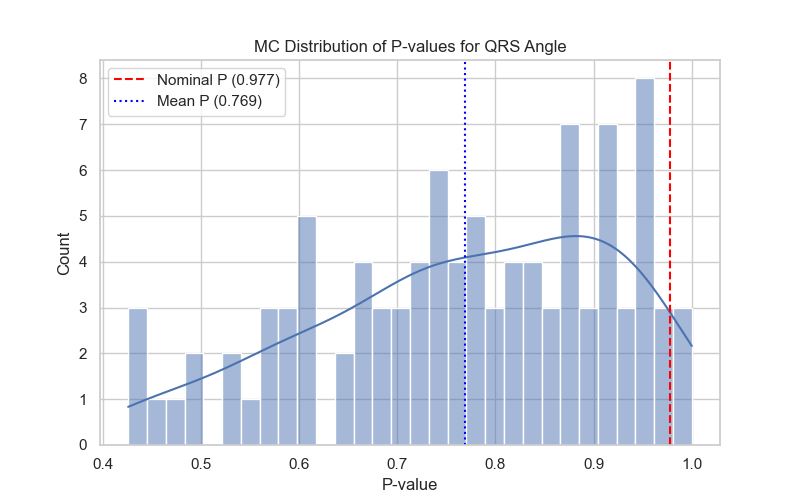 MC Distribution of P-values for QRS Angle
Nominal P (0.977)
Mean P (0.769)
Count
8
7
6
5
4
3
2
1
0
0.4 0.5 0.6 0.7 0.8 0.9 1.0
P-value